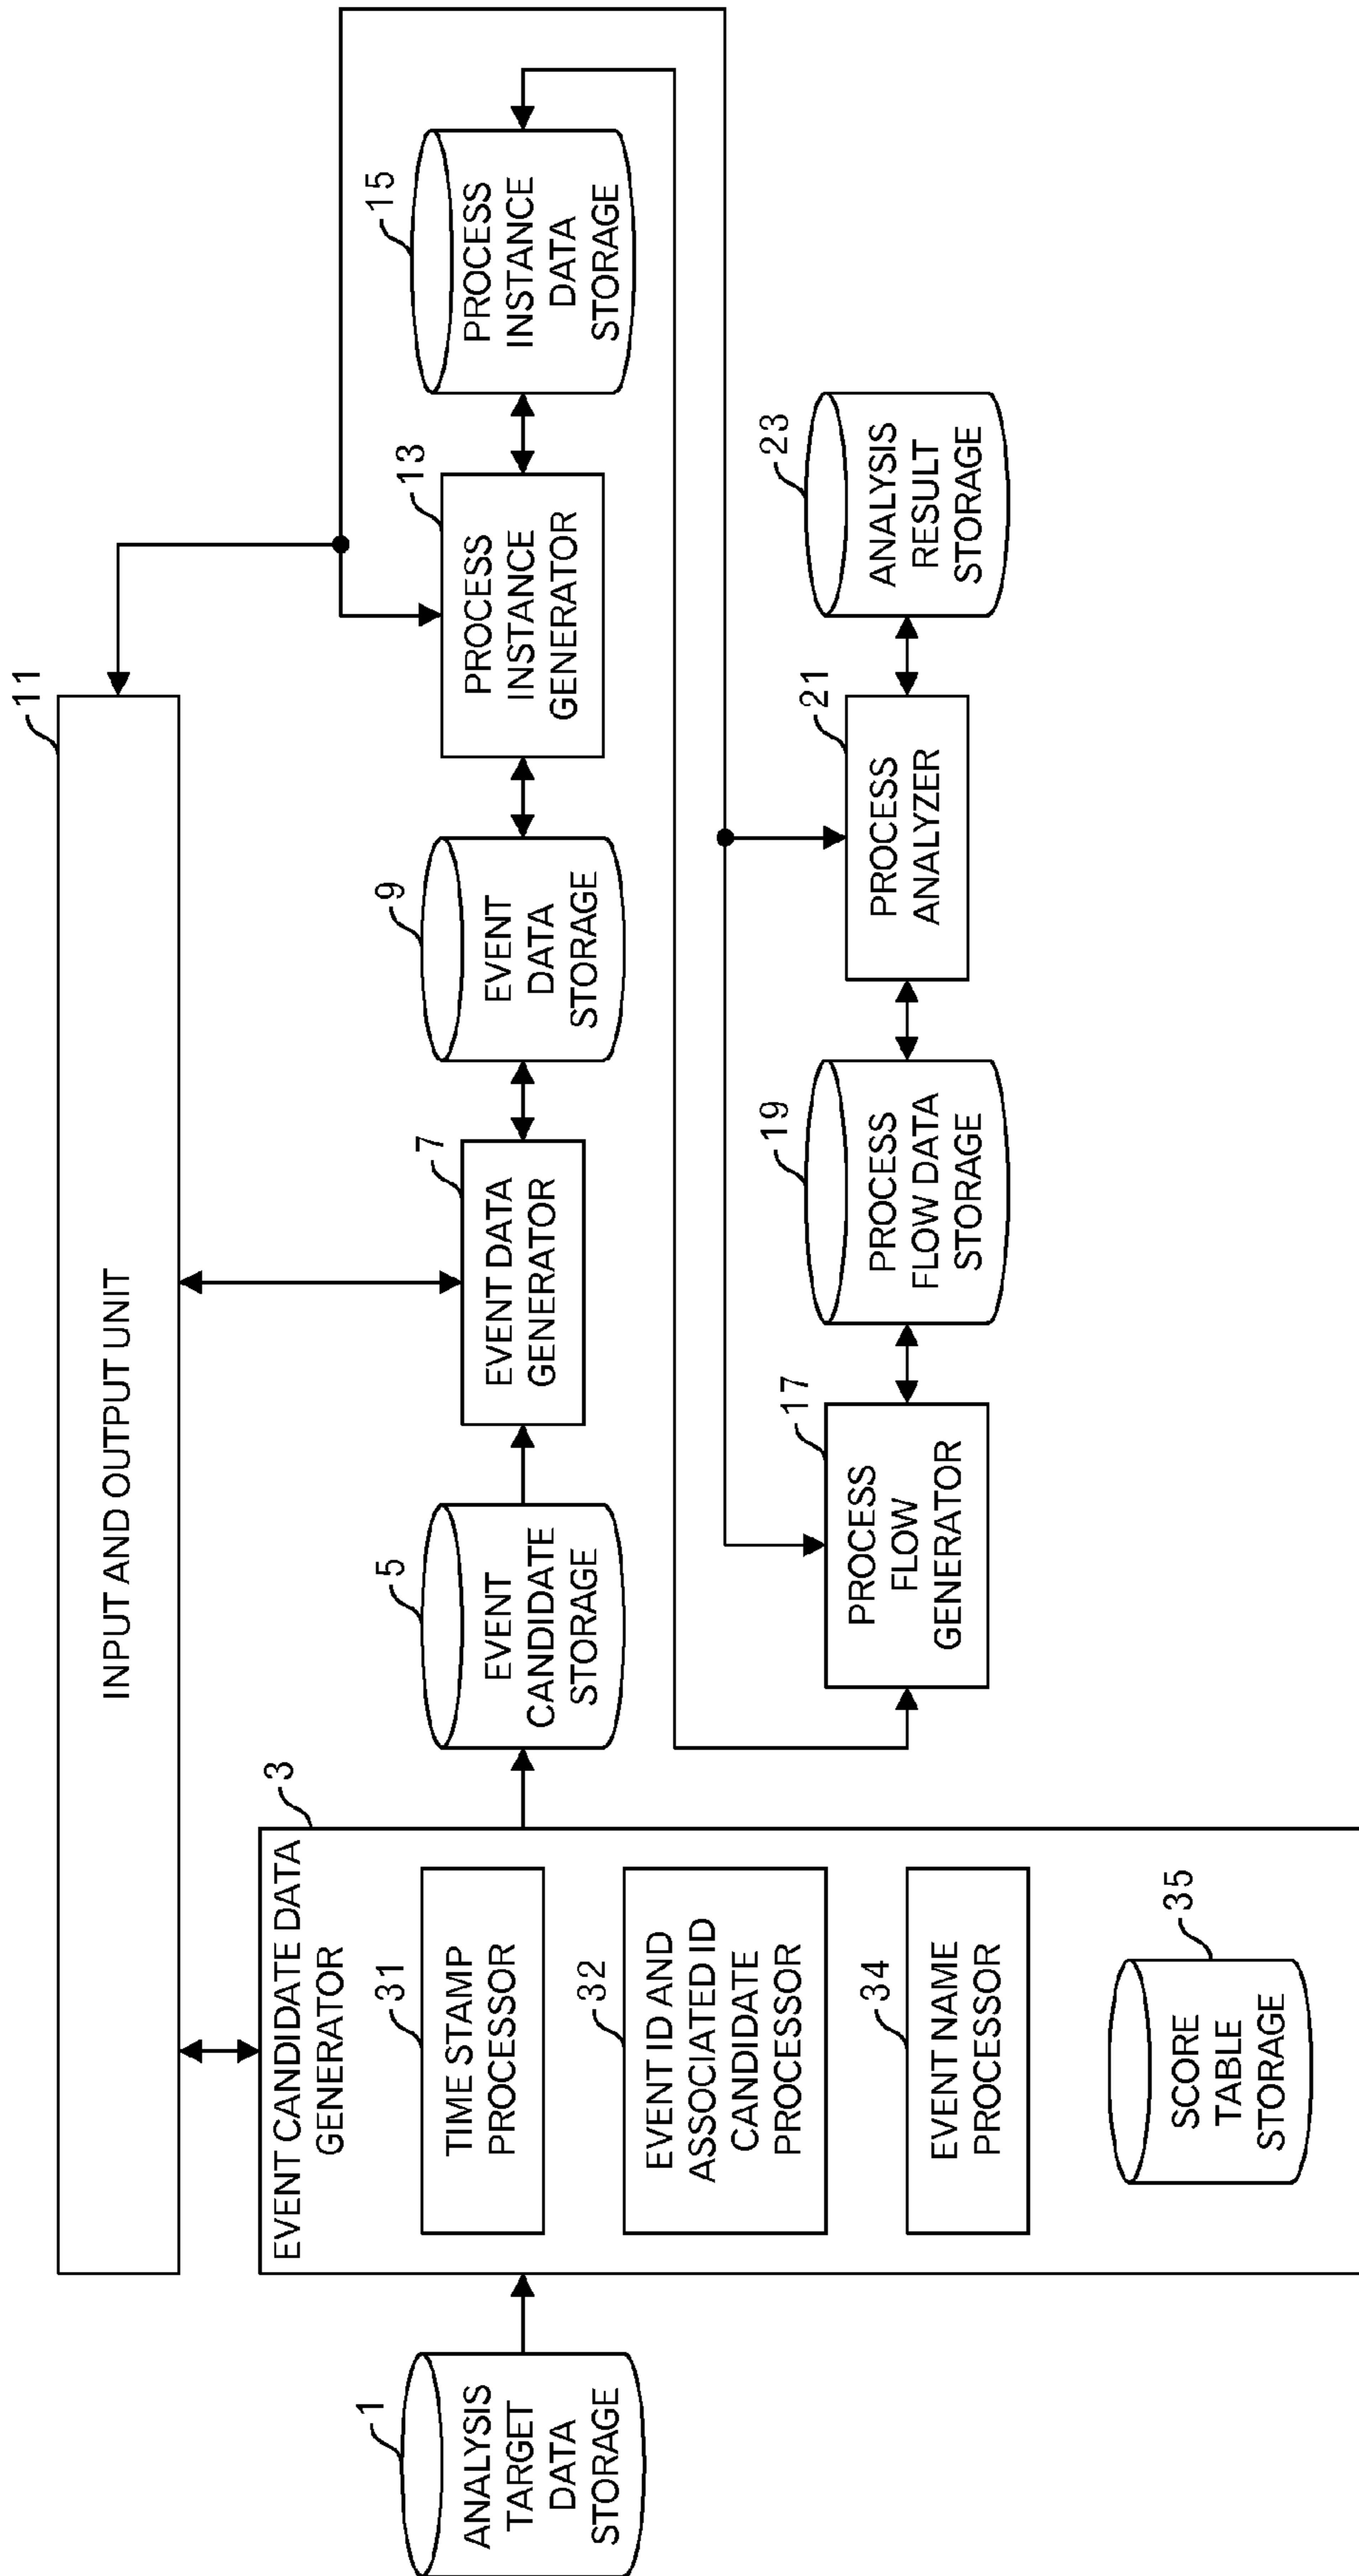 11
INPUT AND OUTPUT UNIT
1
ANALYSIS
TARGET
DATA
STORAGE
3
EVENT CANDIDATE DATA
GENERATOR
31
TIME STAMP
PROCESSOR
32
EVENT ID AND
ASSOCIATED ID
CANDIDATE
PROCESSOR
34
EVENT NAME
PROCESSOR
35
SCORE
TABLE
STORAGE
5
EVENT
CANDIDATE
STORAGE
7
EVENT DATA
GENERATOR
9
EVENT
DATA
STORAGE
13
PROCESS
INSTANCE
GENERATOR
15
PROCESS
INSTANCE
DATA
STORAGE
17
PROCESS
FLOW
GENERATOR
19
PROCESS
FLOW DATA
STORAGE
21
PROCESS
ANALYZER
23
ANALYSIS
RESULT
STORAGE